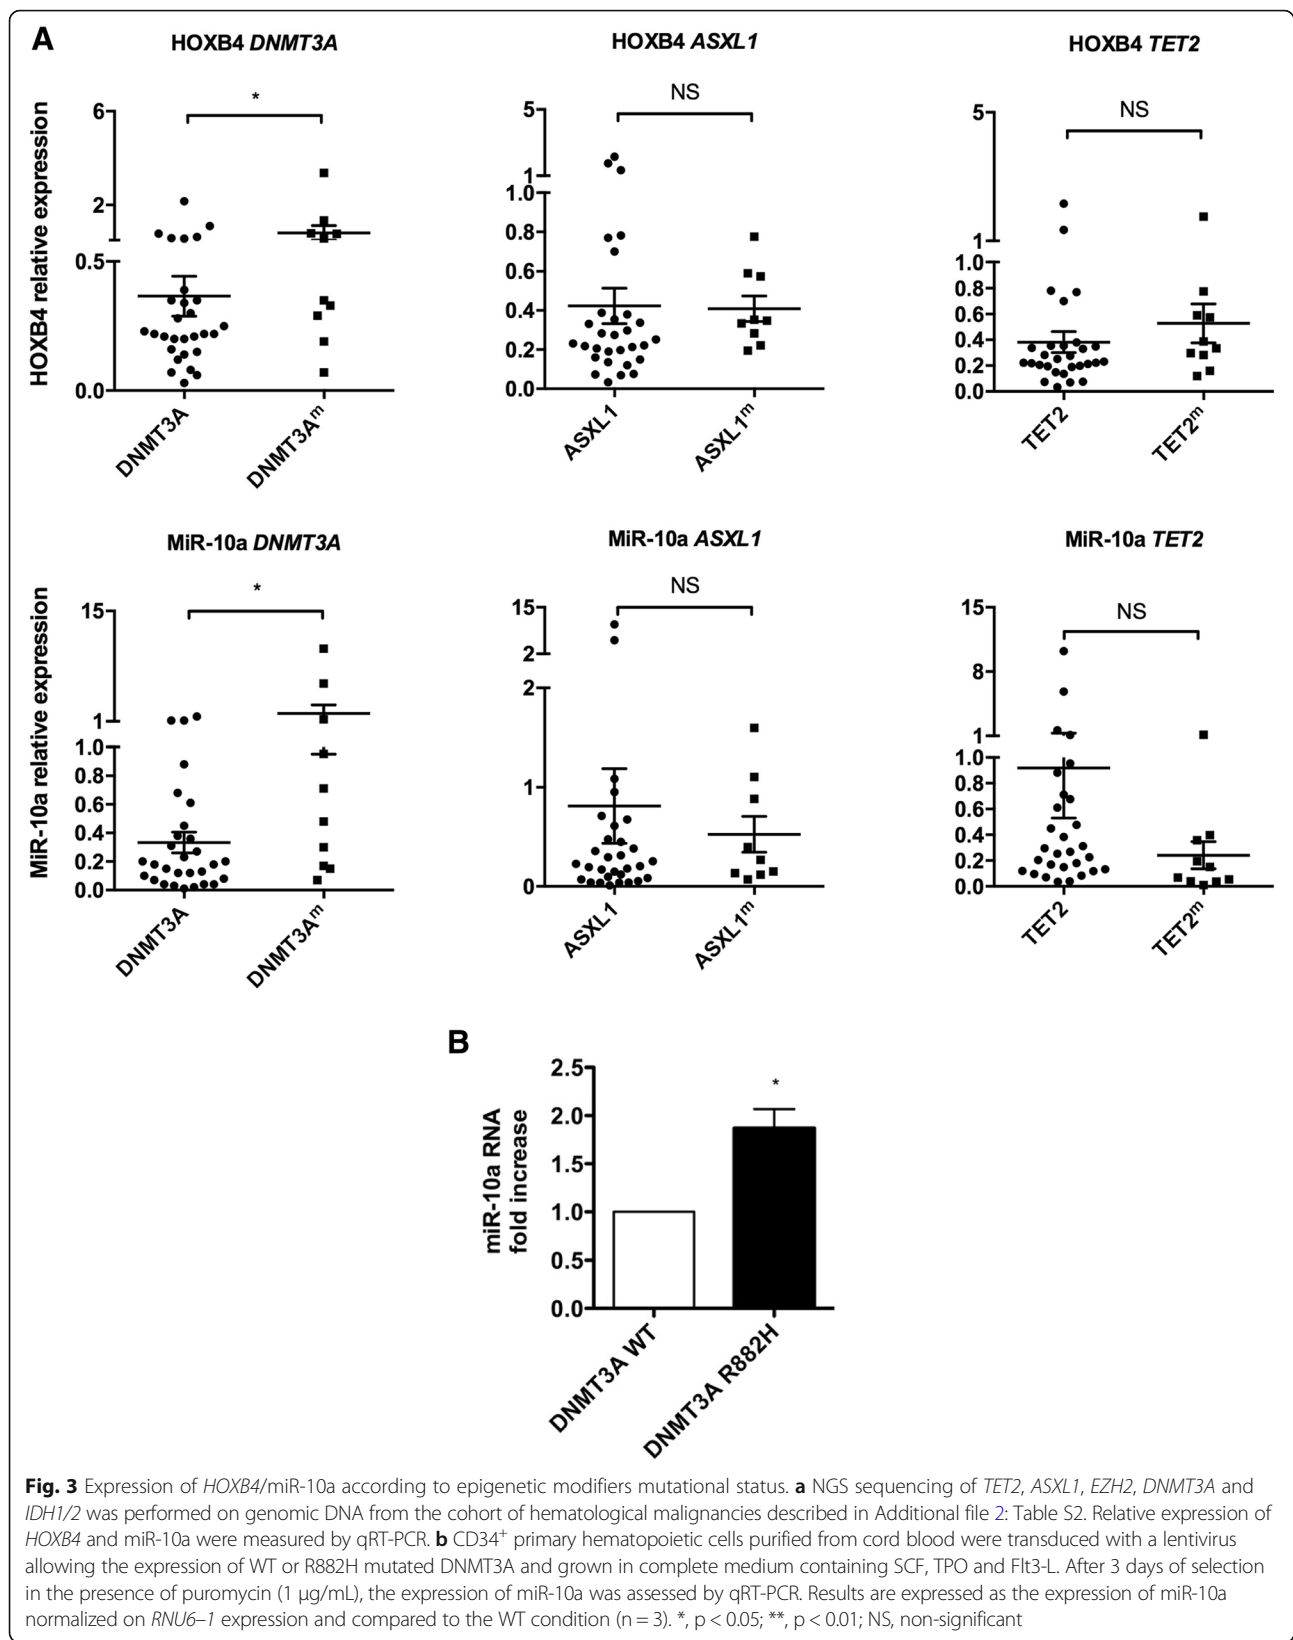 A
HOXB4 DNMT3A
HOXB4 ASXL1
HOXB4 TET2
HOXB4 relative expression
6
2
0.5
0.0
*
DNMT3A
DNMT3Aᵐ
5
1
1.0
0.8
0.6
0.4
0.2
0.0
NS
ASXL1
ASXL1ᵐ
5
1
1.0
0.8
0.6
0.4
0.2
0.0
NS
TET2
TET2ᵐ
MiR-10a DNMT3A
MiR-10a ASXL1
MiR-10a TET2
MiR-10a relative expression
15
1
1.0
0.8
0.6
0.4
0.2
0.0
*
DNMT3A
DNMT3Aᵐ
15
2
2
1
0
NS
ASXL1
ASXL1ᵐ
15
8
1
1.0
0.8
0.6
0.4
0.2
0.0
NS
TET2
TET2ᵐ
B
miR-10a RNA
fold increase
2.5
2.0
1.5
1.0
0.5
0.0
*
DNMT3A WT
DNMT3A R882H
Fig. 3 Expression of HOXB4/miR-10a according to epigenetic modifiers mutational status. a NGS sequencing of TET2, ASXL1, EZH2, DNMT3A and
IDH1/2 was performed on genomic DNA from the cohort of hematological malignancies described in Additional file 2: Table S2. Relative expression of
HOXB4 and miR-10a were measured by qRT-PCR. b CD34⁺ primary hematopoietic cells purified from cord blood were transduced with a lentivirus
allowing the expression of WT or R882H mutated DNMT3A and grown in complete medium containing SCF, TPO and Flt3-L. After 3 days of selection
in the presence of puromycin (1 μg/mL), the expression of miR-10a was assessed by qRT-PCR. Results are expressed as the expression of miR-10a
normalized on RNU6–1 expression and compared to the WT condition (n = 3). *, p < 0.05; **, p < 0.01; NS, non-significant